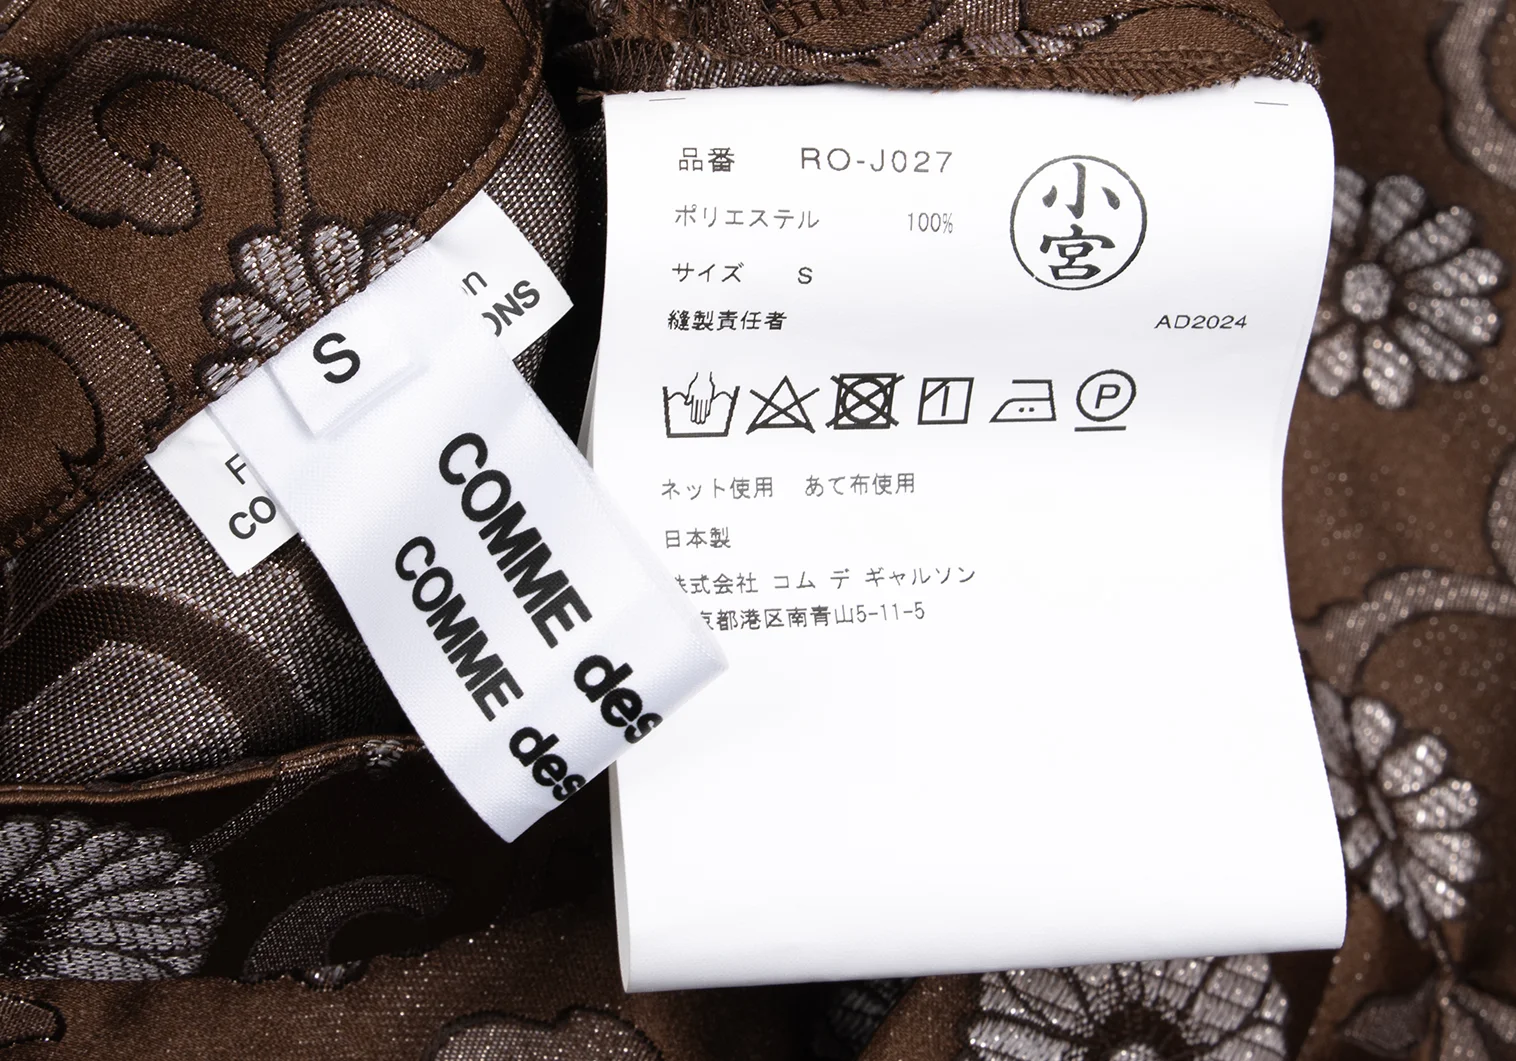 品番 RO-J027
ポリエステル 100%
小宮
サイズ S
縫製責任者 AD2024
P
ネット使用 あて布使用
日本製
式会社 コム デ ギャルソン
都港区南青山5-11-5
S
COMME des
COMME des
CO